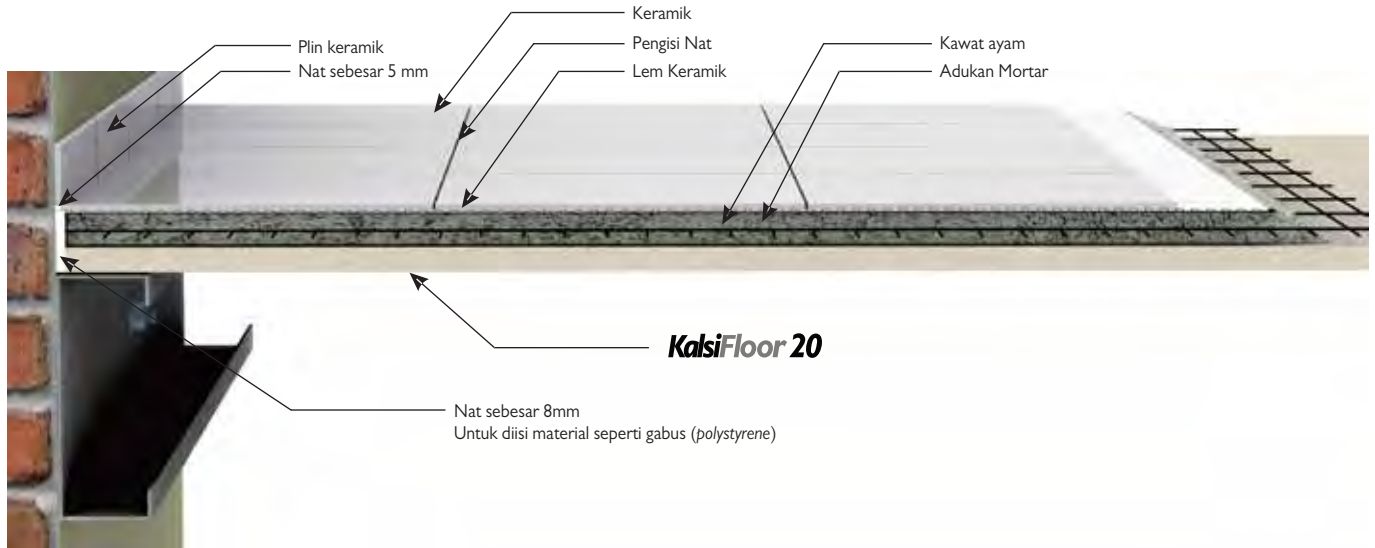 Keramik
Plin keramik
Pengisi Nat
Kawat ayam
Nat sebesar 5 mm
Lem Keramik
Adukan Mortar
KalsiFloor 20
Nat sebesar 8mm
Untuk diisi material seperti gabus (polystyrene)